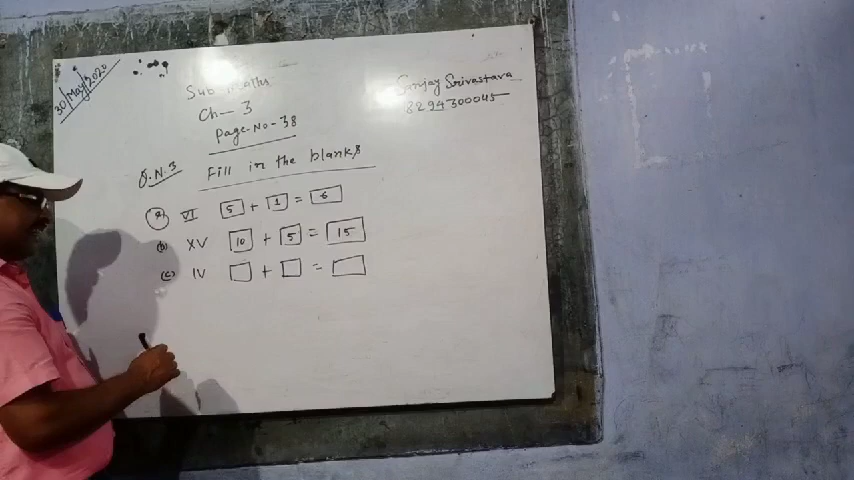 30/May/2020
Sub Maths
Ch-3
Page-No-38
Sanjay Srivastava
8294300045
Q.N.3 Fill in the blanks
(a) VI 5 + 1 = 6
(b) XV 10 + 5 = 15
(c) IV + =